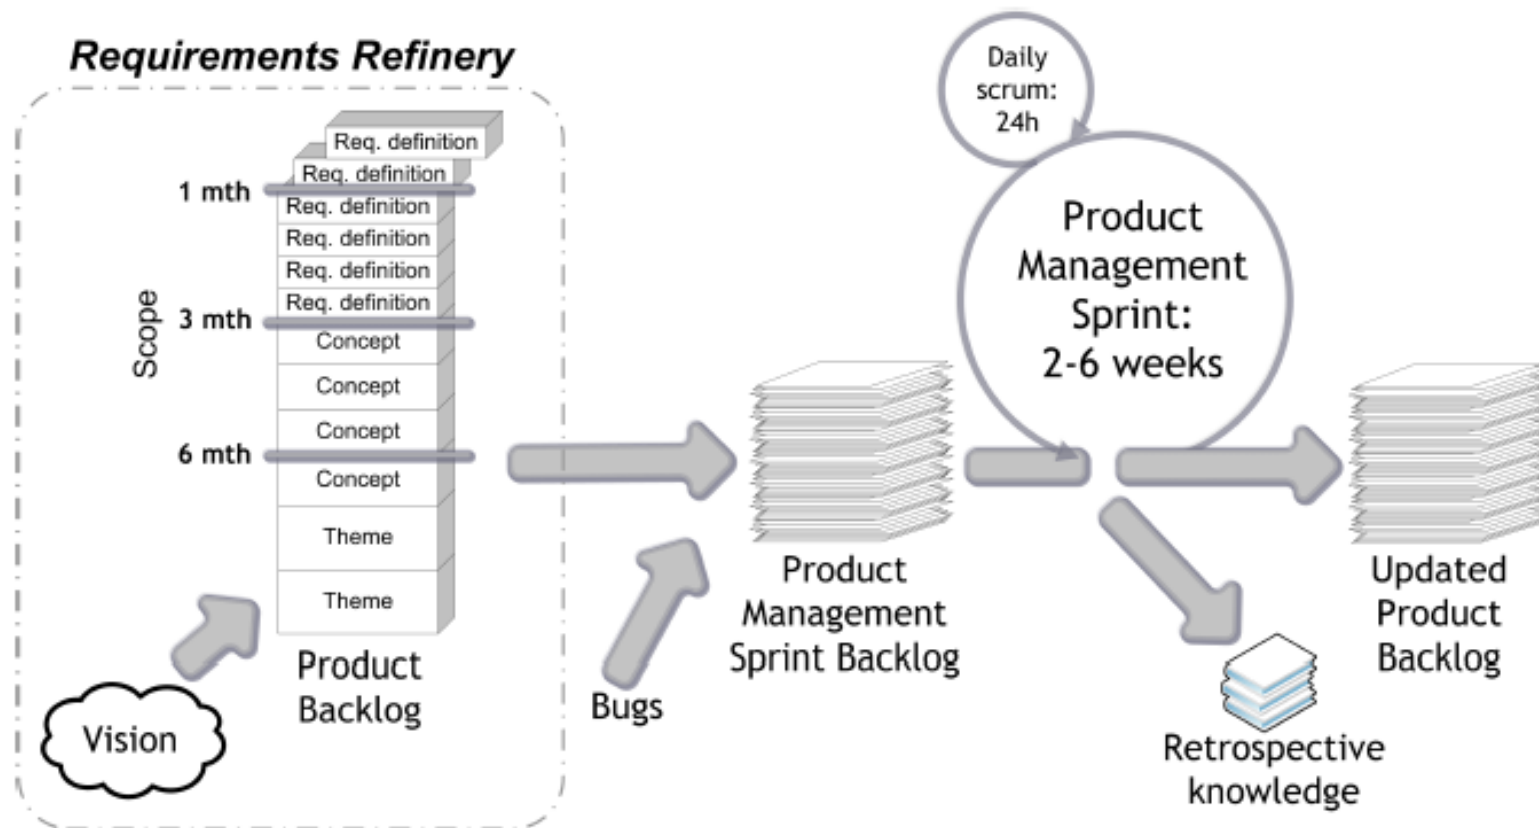 Requirements Refinery
Req. definition
Req. definition
1 mth
Req. definition
Req. definition
Req. definition
Req. definition
Scope
3 mth
Concept
Concept
Concept
6 mth
Concept
Theme
Theme
Product
Backlog
Vision
Bugs
Product
Management
Sprint Backlog
Daily
scrum:
24h
Product
Management
Sprint:
2-6 weeks
Retrospective
knowledge
Updated
Product
Backlog